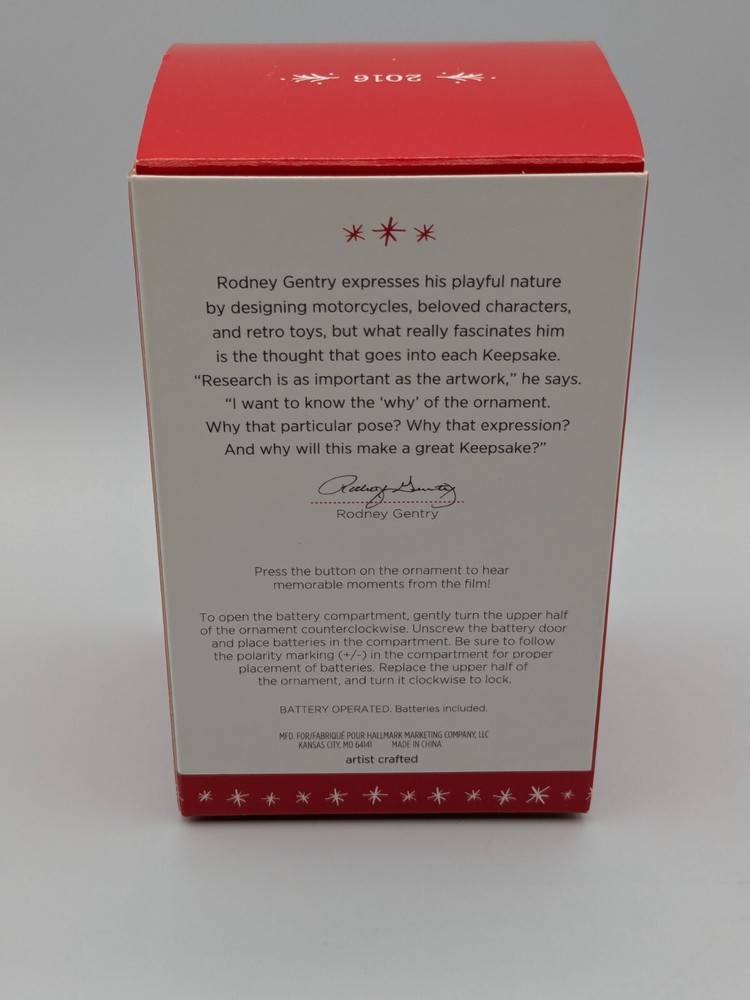 2016
Rodney Gentry expresses his playful nature
by designing motorcycles, beloved characters,
and retro toys, but what really fascinates him
is the thought that goes into each Keepsake.
“Research is as important as the artwork,” he says.
“I want to know the ‘why’ of the ornament.
Why that particular pose? Why that expression?
And why will this make a great Keepsake?”
Rodney Gentry
Rodney Gentry
Press the button on the ornament to hear
memorable moments from the film!
To open the battery compartment, gently turn the upper half
of the ornament counterclockwise. Unscrew the battery door
and place batteries in the compartment. Be sure to follow
the polarity marking (+/-) in the compartment for proper
placement of batteries. Replace the upper half of
the ornament, and turn it clockwise to lock.
BATTERY OPERATED. Batteries included.
MFD. FOR/FABRIQUÉ POUR HALLMARK MARKETING COMPANY, LLC
KANSAS CITY, MO 64141 MADE IN CHINA
artist crafted